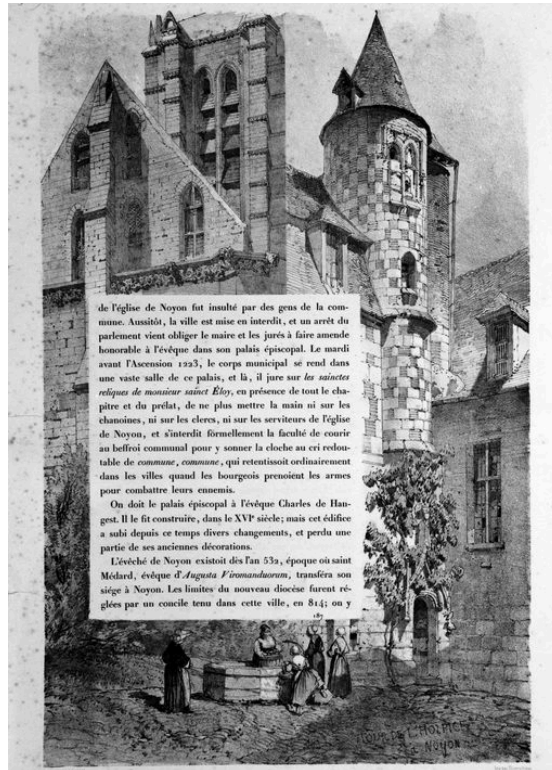 de l'église de Noyon fut insulté par des gens de la com-
mune. Aussitôt, la ville est mise en interdit, et un arrêt du
parlement vient obliger le maire et les jurés à faire amende
honorable à l'évêque dans son palais épiscopal. Le mardi
avant l'Ascension 1223, le corps municipal se rend dans
une vaste salle de ce palais, et là, il jure sur les sainctes
reliques de monsieur sainct Éloy, en présence de tout le cha-
pitre et du prélat, de ne plus mettre la main ni sur les
chanoines, ni sur les clercs, ni sur les serviteurs de l'église
de Noyon, et s'interdit formellement la faculté de courir
au beffroi communal pour y sonner la cloche au cri redou-
table de commune, commune, qui retentissoit ordinairement
dans les villes quand les bourgeois prenoient les armes
pour combattre leurs ennemis.
On doit le palais épiscopal à l'évêque Charles de Han-
gest. Il le fit construire, dans le XVIe siècle; mais cet édifice
a subi depuis ce temps divers changements, et perdu une
partie de ses anciennes décorations.
L'évêché de Noyon existoit dès l'an 532, époque où saint
Médard, évêque d'Augusta Viromanduorum, transféra son
siége à Noyon. Les limites du nouveau diocèse furent ré-
glées par un concile tenu dans cette ville, en 814; on y
187
COUR DE L'HOSPICE
NOYON